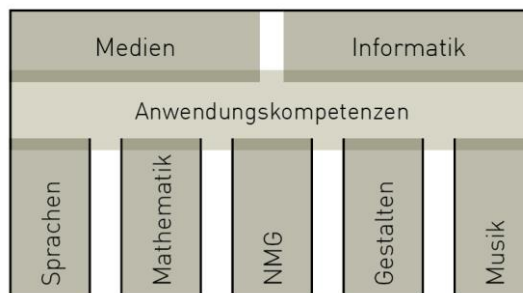 Medien
Informatik
Anwendungskompetenzen
Sprachen
Mathematik
NMG
Gestalten
Musik